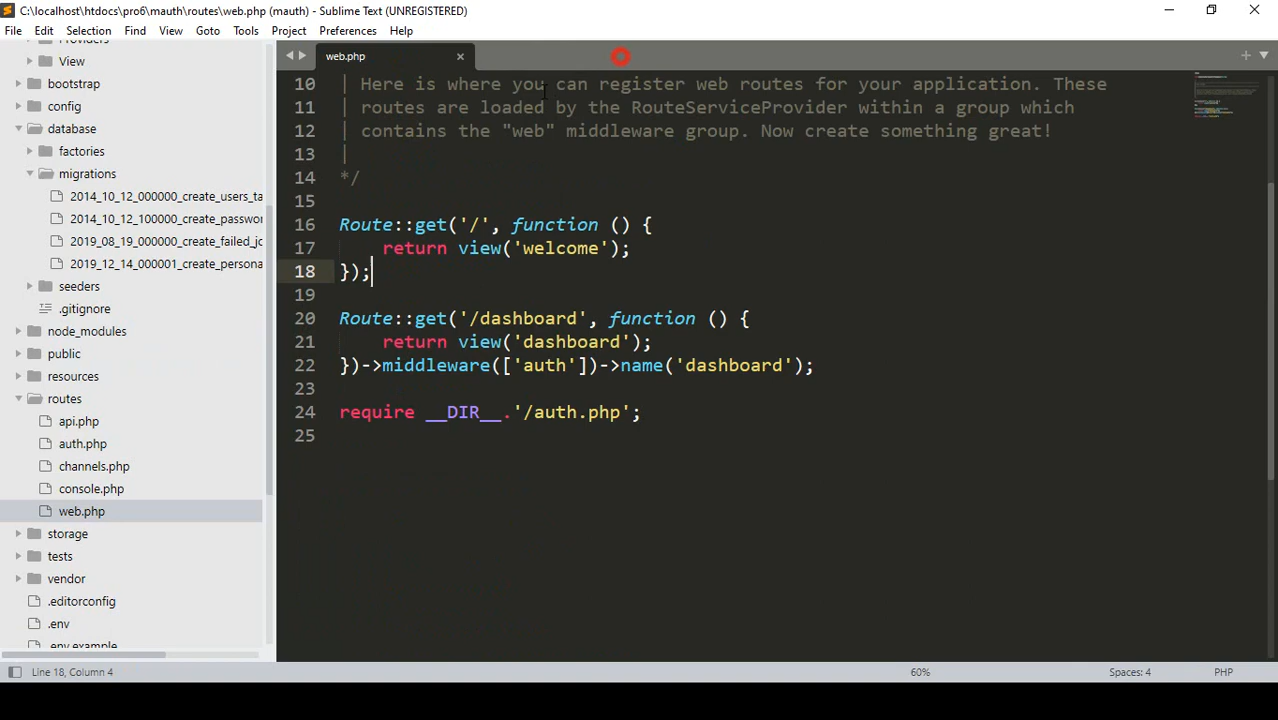 C:\localhost\htdocs\pro6\mauth\routes\web.php (mauth) - Sublime Text (UNREGISTERED)
File Edit Selection Find View Goto Tools Project Preferences Help
View
bootstrap
config
database
factories
migrations
2014_10_12_000000_create_users_ta
2014_10_12_100000_create_passwor
2019_08_19_000000_create_failed_jc
2019_12_14_000001_create_persona
seeders
.gitignore
node_modules
public
resources
routes
api.php
auth.php
channels.php
console.php
web.php
storage
tests
vendor
.editorconfig
.env
.env.example
web.php
10 | Here is where you can register web routes for your application. These
11 | routes are loaded by the RouteServiceProvider within a group which
12 | contains the "web" middleware group. Now create something great!
13 |
14 */
15
16 Route::get('/', function () {
17     return view('welcome');
18 });
19
20 Route::get('/dashboard', function () {
21     return view('dashboard');
22 })->middleware(['auth'])->name('dashboard');
23
24 require __DIR__.'/auth.php';
25
Line 18, Column 4
60%
Spaces: 4
PHP